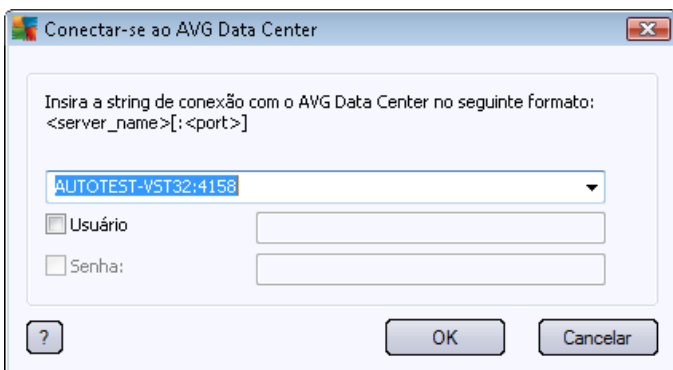 Conectar-se ao AVG Data Center
Insira a string de conexão com o AVG Data Center no seguinte formato:
<server_name>[:<port>]
AUTOTEST-VST32:4158
Usuário
Senha:
?
OK
Cancelar